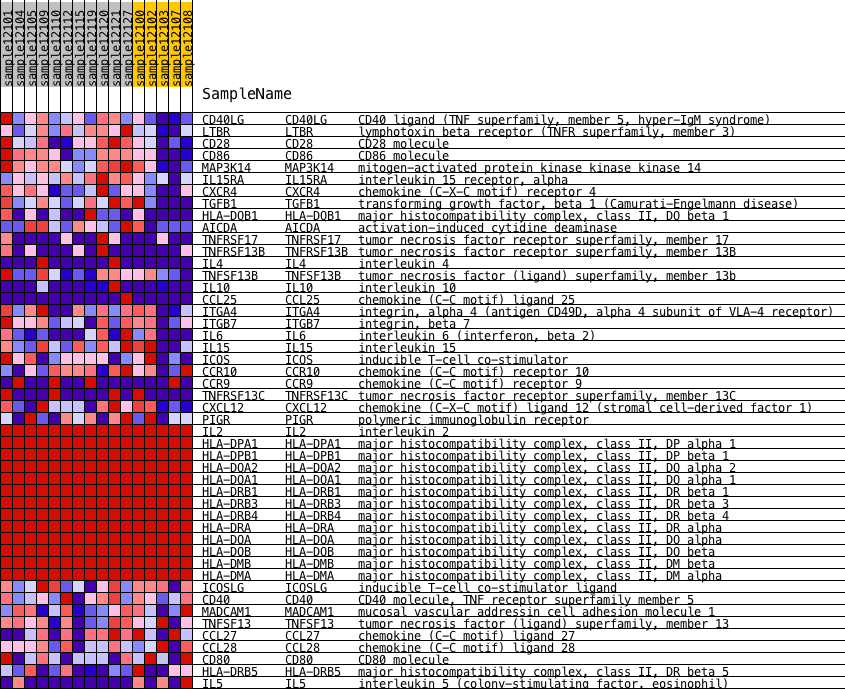 sample12101 sample12104 sample12105 sample12109 sample12110 sample12112 sample12115 sample12119 sample12120 sample12121 sample12127 sample12100 sample12102 sample12103 sample12107 sample12108
SampleName
CD40LG CD40LG CD40 ligand (TNF superfamily, member 5, hyper-IgM syndrome)
LTBR LTBR lymphotoxin beta receptor (TNFR superfamily, member 3)
CD28 CD28 CD28 molecule
CD86 CD86 CD86 molecule
MAP3K14 MAP3K14 mitogen-activated protein kinase kinase kinase 14
IL15RA IL15RA interleukin 15 receptor, alpha
CXCR4 CXCR4 chemokine (C-X-C motif) receptor 4
TGFB1 TGFB1 transforming growth factor, beta 1 (Camurati-Engelmann disease)
HLA-DQB1 HLA-DQB1 major histocompatibility complex, class II, DQ beta 1
AICDA AICDA activation-induced cytidine deaminase
TNFRSF17 TNFRSF17 tumor necrosis factor receptor superfamily, member 17
TNFRSF13B TNFRSF13B tumor necrosis factor receptor superfamily, member 13B
IL4 IL4 interleukin 4
TNFSF13B TNFSF13B tumor necrosis factor (ligand) superfamily, member 13b
IL10 IL10 interleukin 10
CCL25 CCL25 chemokine (C-C motif) ligand 25
ITGA4 ITGA4 integrin, alpha 4 (antigen CD49D, alpha 4 subunit of VLA-4 receptor)
ITGB7 ITGB7 integrin, beta 7
IL6 IL6 interleukin 6 (interferon, beta 2)
IL15 IL15 interleukin 15
ICOS ICOS inducible T-cell co-stimulator
CCR10 CCR10 chemokine (C-C motif) receptor 10
CCR9 CCR9 chemokine (C-C motif) receptor 9
TNFRSF13C TNFRSF13C tumor necrosis factor receptor superfamily, member 13C
CXCL12 CXCL12 chemokine (C-X-C motif) ligand 12 (stromal cell-derived factor 1)
PIGR PIGR polymeric immunoglobulin receptor
IL2 IL2 interleukin 2
HLA-DPA1 HLA-DPA1 major histocompatibility complex, class II, DP alpha 1
HLA-DPB1 HLA-DPB1 major histocompatibility complex, class II, DP beta 1
HLA-DQA2 HLA-DQA2 major histocompatibility complex, class II, DQ alpha 2
HLA-DQA1 HLA-DQA1 major histocompatibility complex, class II, DQ alpha 1
HLA-DRB1 HLA-DRB1 major histocompatibility complex, class II, DR beta 1
HLA-DRB3 HLA-DRB3 major histocompatibility complex, class II, DR beta 3
HLA-DRB4 HLA-DRB4 major histocompatibility complex, class II, DR beta 4
HLA-DRA HLA-DRA major histocompatibility complex, class II, DR alpha
HLA-DOA HLA-DOA major histocompatibility complex, class II, DO alpha
HLA-DOB HLA-DOB major histocompatibility complex, class II, DO beta
HLA-DMB HLA-DMB major histocompatibility complex, class II, DM beta
HLA-DMA HLA-DMA major histocompatibility complex, class II, DM alpha
ICOSLG ICOSLG inducible T-cell co-stimulator ligand
CD40 CD40 CD40 molecule, TNF receptor superfamily member 5
MADCAM1 MADCAM1 mucosal vascular addressin cell adhesion molecule 1
TNFSF13 TNFSF13 tumor necrosis factor (ligand) superfamily, member 13
CCL27 CCL27 chemokine (C-C motif) ligand 27
CCL28 CCL28 chemokine (C-C motif) ligand 28
CD80 CD80 CD80 molecule
HLA-DRB5 HLA-DRB5 major histocompatibility complex, class II, DR beta 5
IL5 IL5 interleukin 5 (colony-stimulating factor, eosinophil)